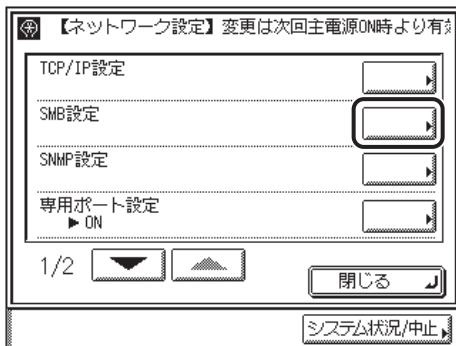 【ネットワーク設定】変更は次回主電源ON時より有
TCP/IP設定
SMB設定
SNMP設定
専用ポート設定
▶ ON
1/2
閉じる
システム状況/中止